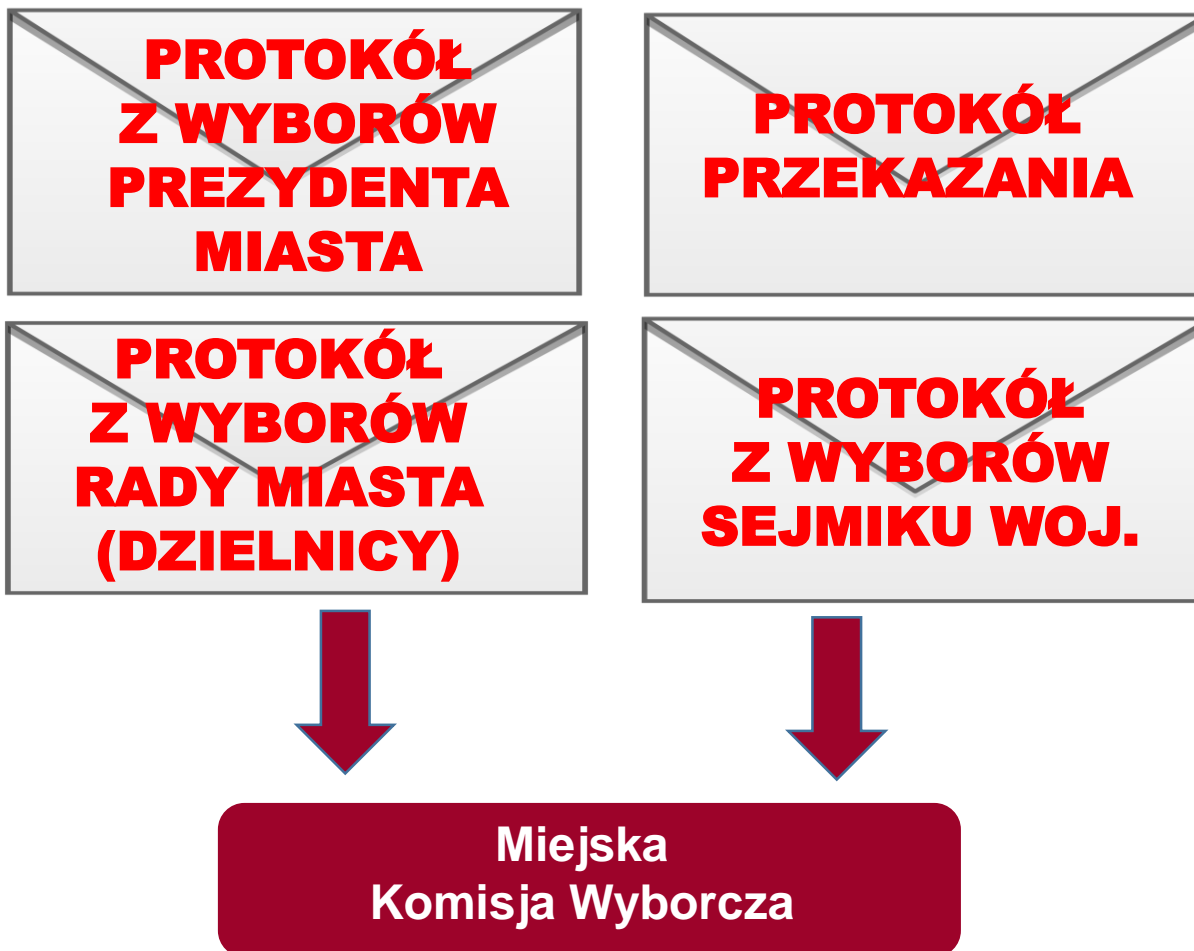 PROTOKÓŁ
Z WYBORÓW
PREZYDENTA
MIASTA
PROTOKÓŁ
PRZEKAZANIA
PROTOKÓŁ
Z WYBORÓW
RADY MIASTA
(DZIELNICY)
PROTOKÓŁ
Z WYBORÓW
SEJMIKU WOJ.
Miejska
Komisja Wyborcza